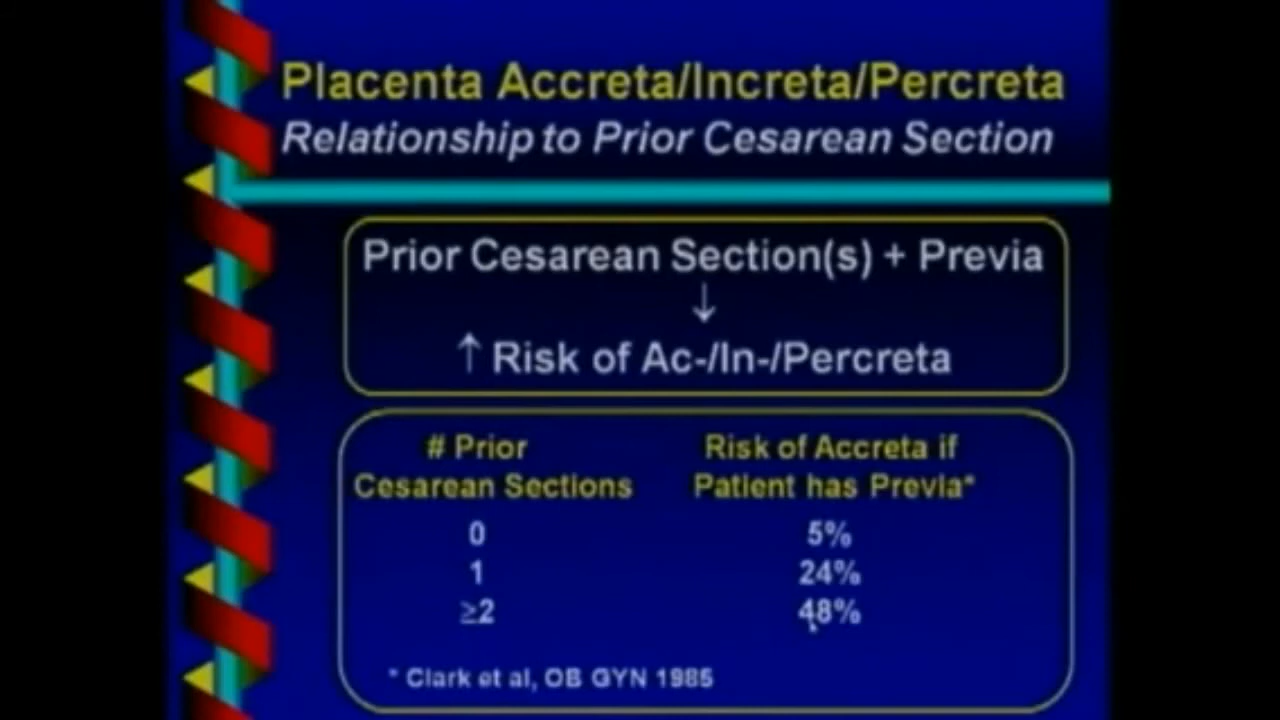 Placenta Accreta/Increta/Percreta
Relationship to Prior Cesarean Section
Prior Cesarean Section(s) + Previa
↓
↑ Risk of Ac-/In-/Percreta
# Prior Cesarean Sections
Risk of Accreta if Patient has Previa*
0 5%
1 24%
≥2 48%
* Clark et al, OB GYN 1985